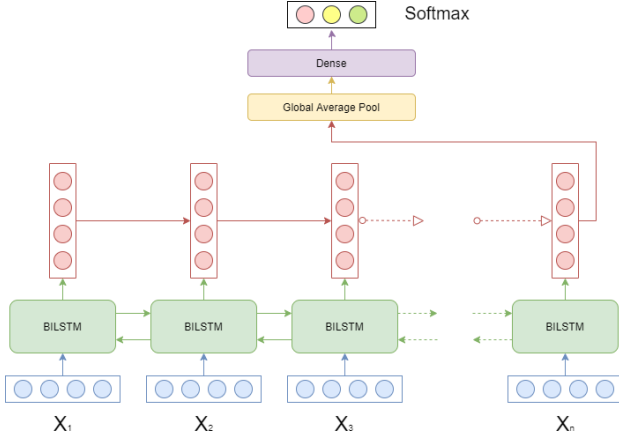 Softmax
Dense
Global Average Pool
BILSTM BILSTM BILSTM BILSTM
X1 X2 X3 Xn